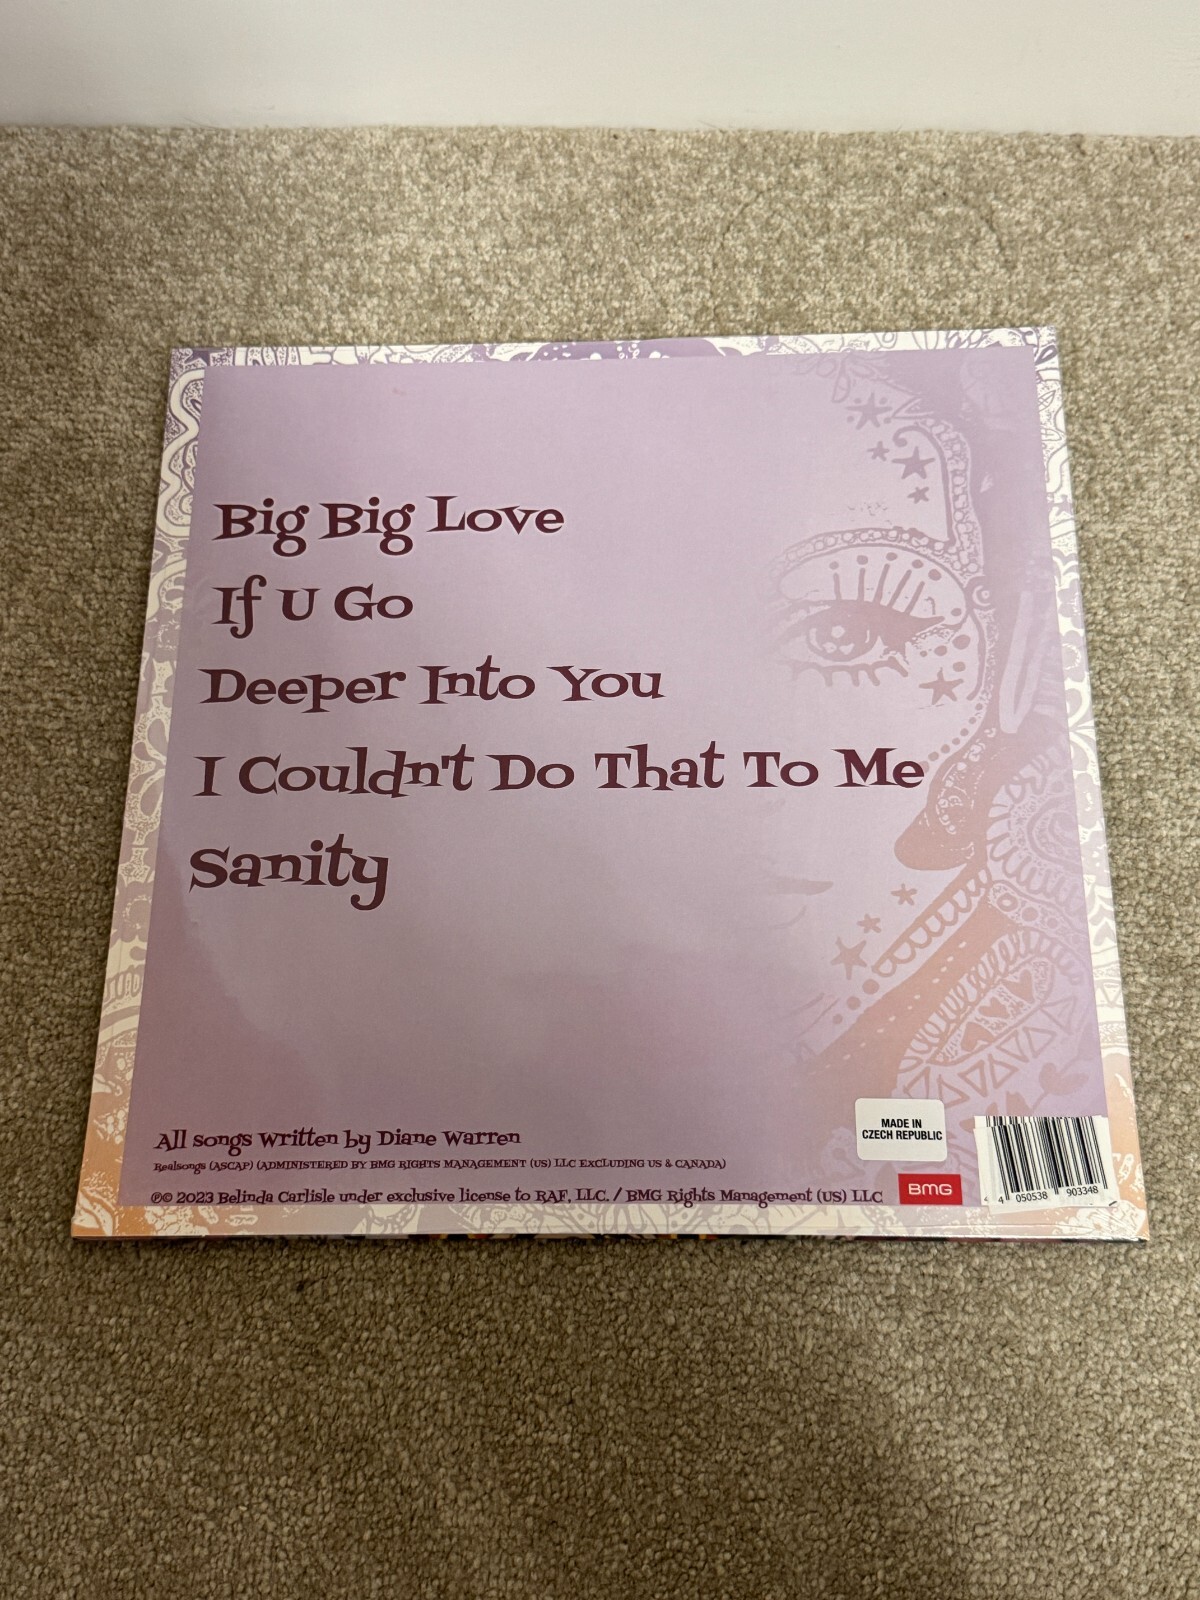 Big Big Love
If U Go
Deeper Into You
I Couldn't Do That To Me
Sanity
All songs written by Diane Warren
Realsongs (ASCAP) (ADMINISTERED BY BMG RIGHTS MANAGEMENT (US) LLC EXCLUDING US & CANADA)
℗© 2023 Belinda Carlisle under exclusive license to RAF, LLC. / BMG Rights Management (US) LLC
BMG
MADE IN
CZECH REPUBLIC
4 050538 903348